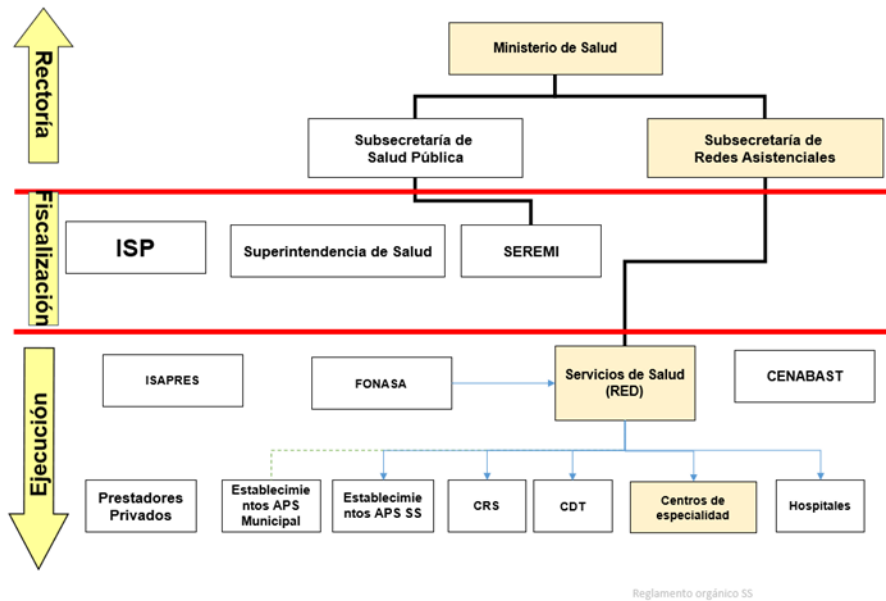 Rectoría
Ministerio de Salud
Subsecretaría de
Salud Pública
Subsecretaría de
Redes Asistenciales
Fiscalización
ISP
Superintendencia de Salud
SEREMI
Ejecución
ISAPRES
FONASA
Servicios de Salud
(RED)
CENABAST
Prestadores
Privados
Establecimie
ntos APS
Municipal
Establecimie
ntos APS SS
CRS
CDT
Centros de
especialidad
Hospitales
Reglamento orgánico SS